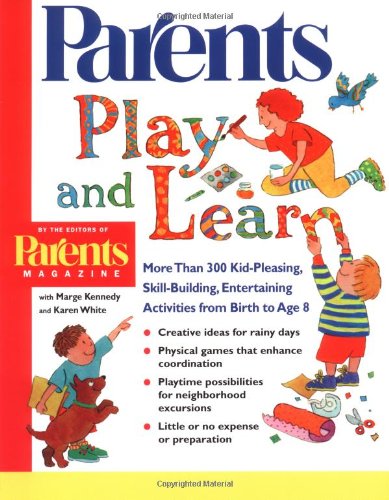 Copyrighted Material
Parents
Play
and Learn
BY THE EDITORS OF
Parents
MAGAZINE
with Marge Kennedy
and Karen White
More Than 300 Kid-Pleasing,
Skill-Building, Entertaining
Activities from Birth to Age 8
• Creative ideas for rainy days
• Physical games that enhance
coordination
• Playtime possibilities
for neighborhood
excursions
• Little or no expense
or preparation
Copyrighted Material